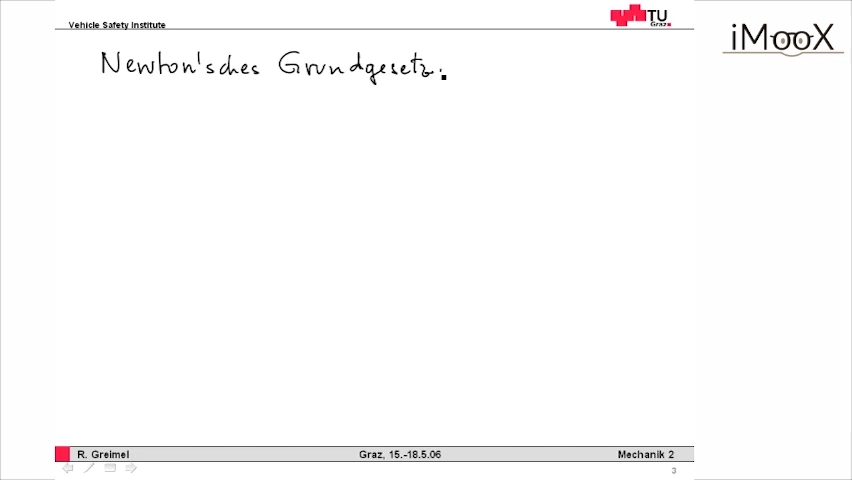 Vehicle Safety Institute
TU
Graz
iMooX
Newton'sches Grundgesetz:
R. Greimel
Graz, 15.-18.5.06
Mechanik 2
3